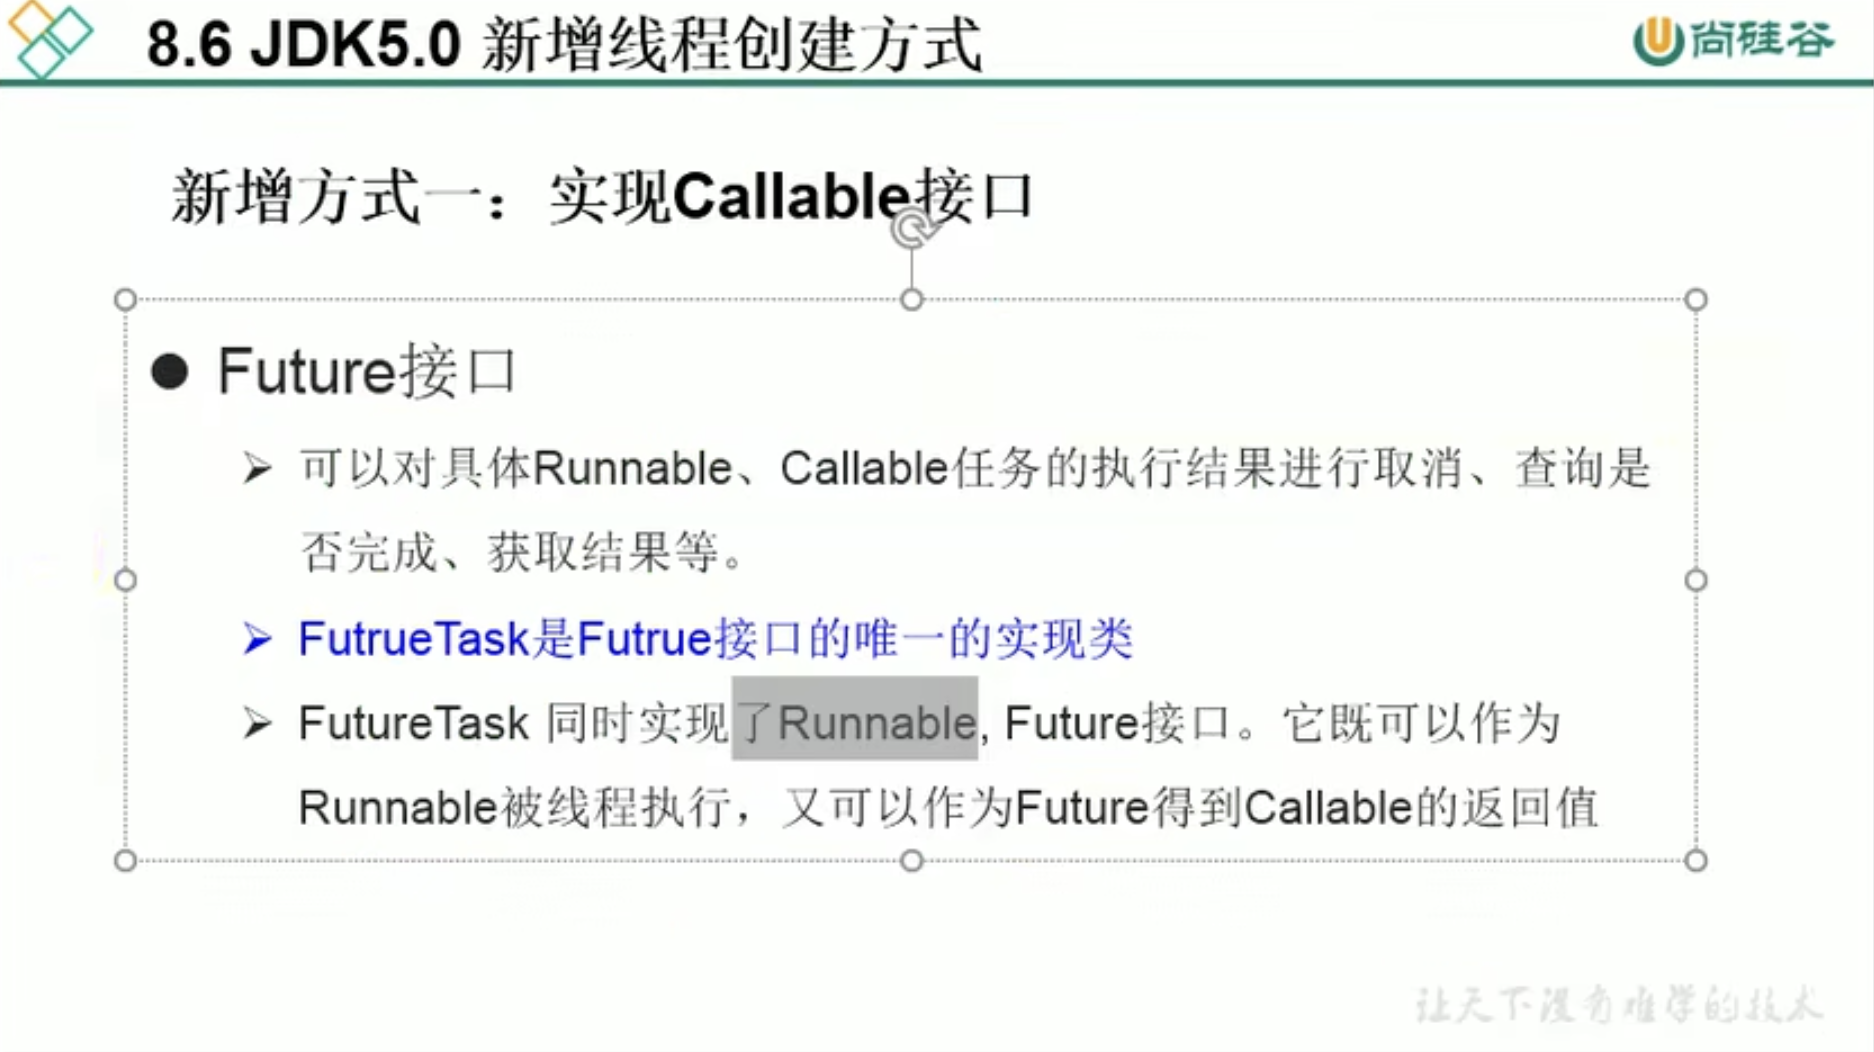 8.6 JDK5.0 新增线程创建方式
尚硅谷
新增方式一：实现Callable接口
Future接口
可以对具体Runnable、Callable任务的执行结果进行取消、查询是
否完成、获取结果等。
FutrueTask是Futrue接口的唯一的实现类
FutureTask 同时实现了Runnable, Future接口。它既可以作为
Runnable被线程执行，又可以作为Future得到Callable的返回值
让天下没有难学的技术